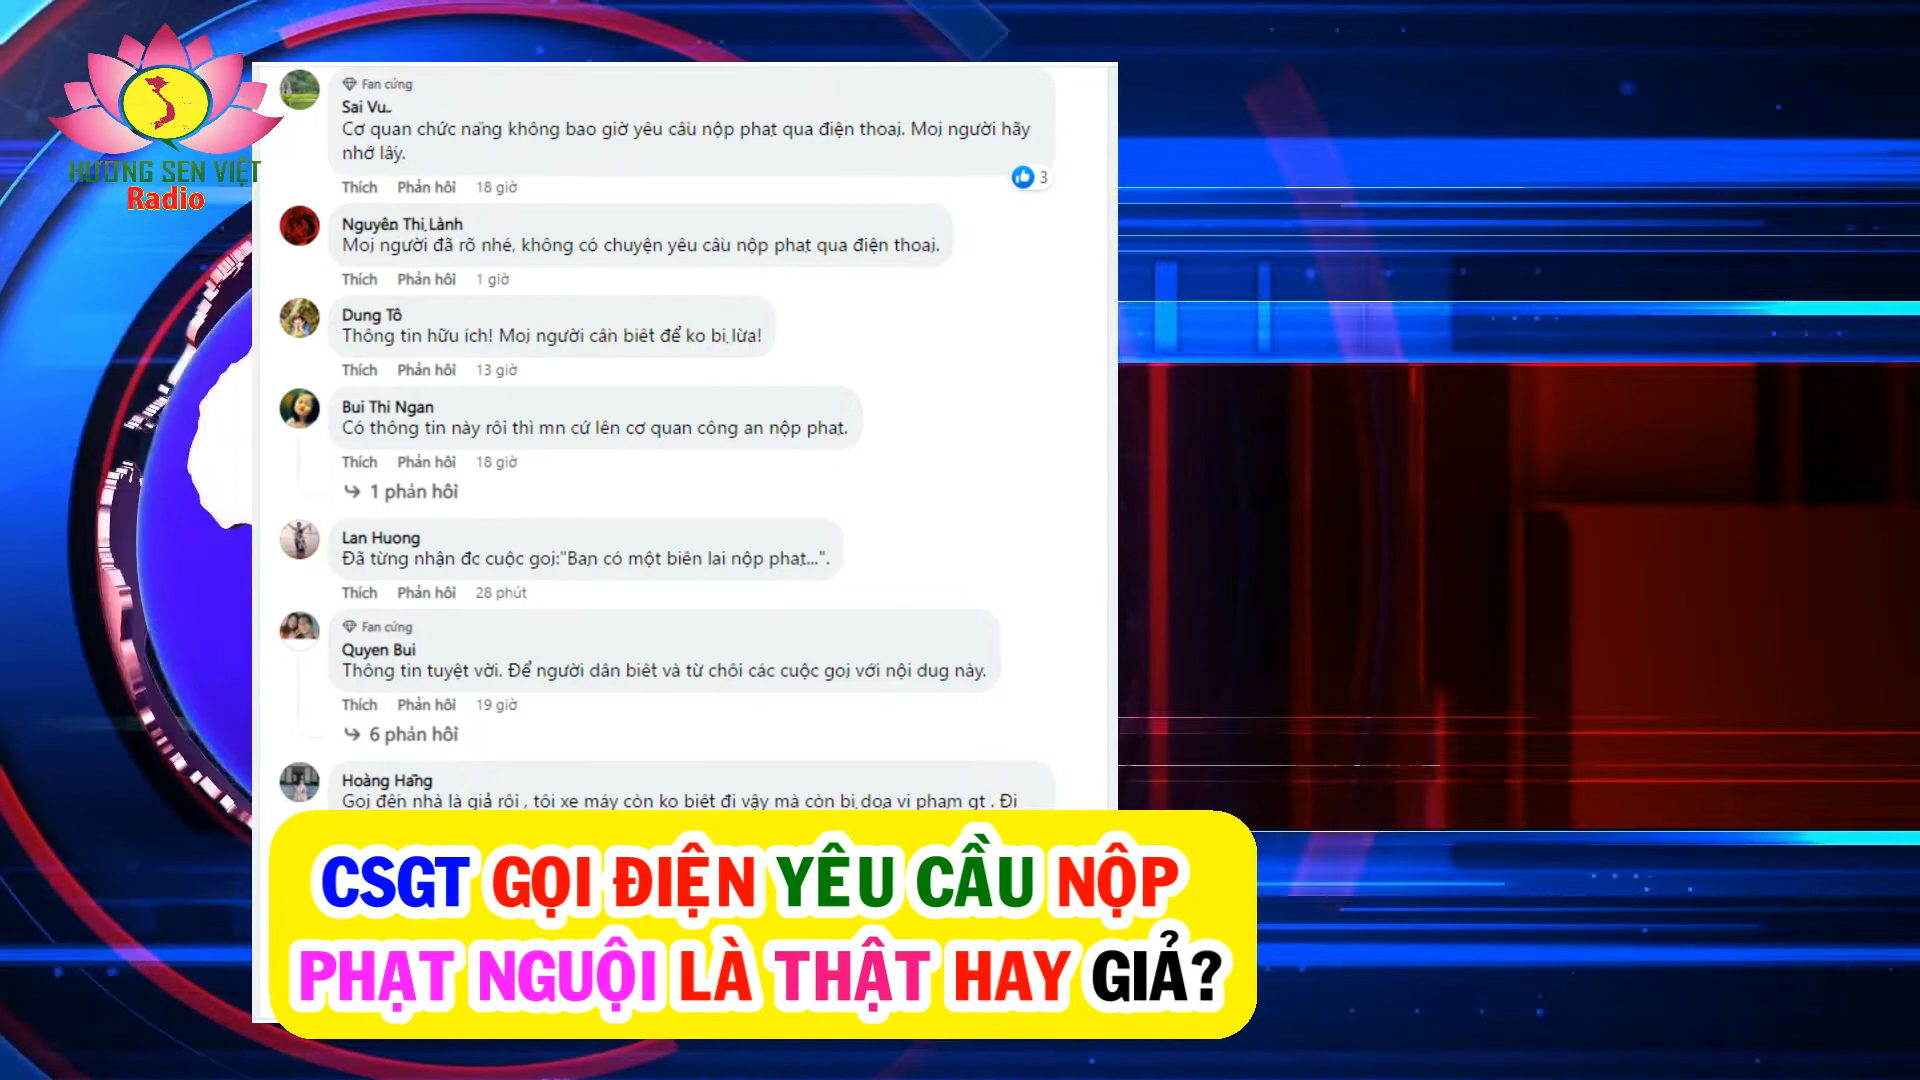 HƯƠNG SEN VIỆT
Radio
Fan cứng
Sai Vu..
Cơ quan chức năng không bao giờ yêu cầu nộp phạt qua điện thoại. Mọi người hãy
nhớ lấy.
Thích Phản hồi 18 giờ
3
Nguyễn Thị Lành
Mọi người đã rõ nhé, không có chuyện yêu cầu nộp phạt qua điện thoại.
Thích Phản hồi 1 giờ
Dung Tô
Thông tin hữu ích! Mọi người cần biết để ko bị lừa!
Thích Phản hồi 13 giờ
Bui Thi Ngan
Có thông tin này rồi thì mn cứ lên cơ quan công an nộp phạt.
Thích Phản hồi 18 giờ
1 phản hồi
Lan Huong
Đã từng nhận đc cuộc gọi:"Bạn có một biên lai nộp phạt...".
Thích Phản hồi 28 phút
Fan cứng
Quyen Bui
Thông tin tuyệt vời. Để người dân biết và từ chối các cuộc gọi với nội dug này.
Thích Phản hồi 19 giờ
6 phản hồi
Hoàng Hằng
Gọi đến nhà là giả rồi , tôi xe máy còn ko biết đi vậy mà còn bị dọa vi phạm gt . Đi
CSGT GỌI ĐIỆN YÊU CẦU NỘP
PHẠT NGUỘI LÀ THẬT HAY GIẢ?